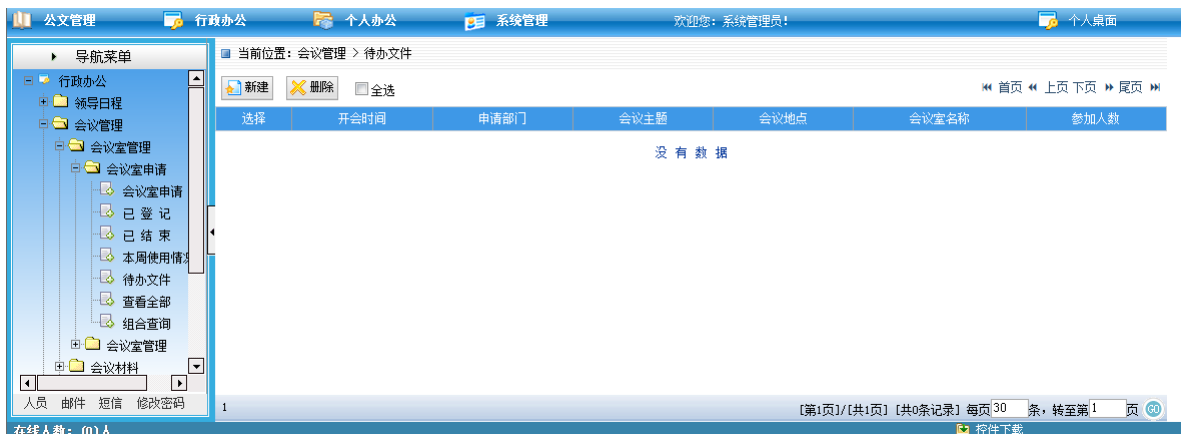 公文管理 行政办公 个人办公 系统管理 欢迎您：系统管理员！ 个人桌面
导航菜单
行政办公
领导日程
会议管理
会议室管理
会议室申请
会议室申请
已 登 记
已 结 束
本周使用情
待办文件
查看全部
组合查询
会议室管理
会议材料
人员 邮件 短信 修改密码
当前位置：会议管理 > 待办文件
新建 删除 全选 首页 上页 下页 尾页
选择 开会时间 申请部门 会议主题 会议地点 会议室名称 参加人数
没 有 数 据
1 [第1页]/[共1页] [共0条记录] 每页30 条，转至第1 页 GO
在线人数：(0)人 控件下载